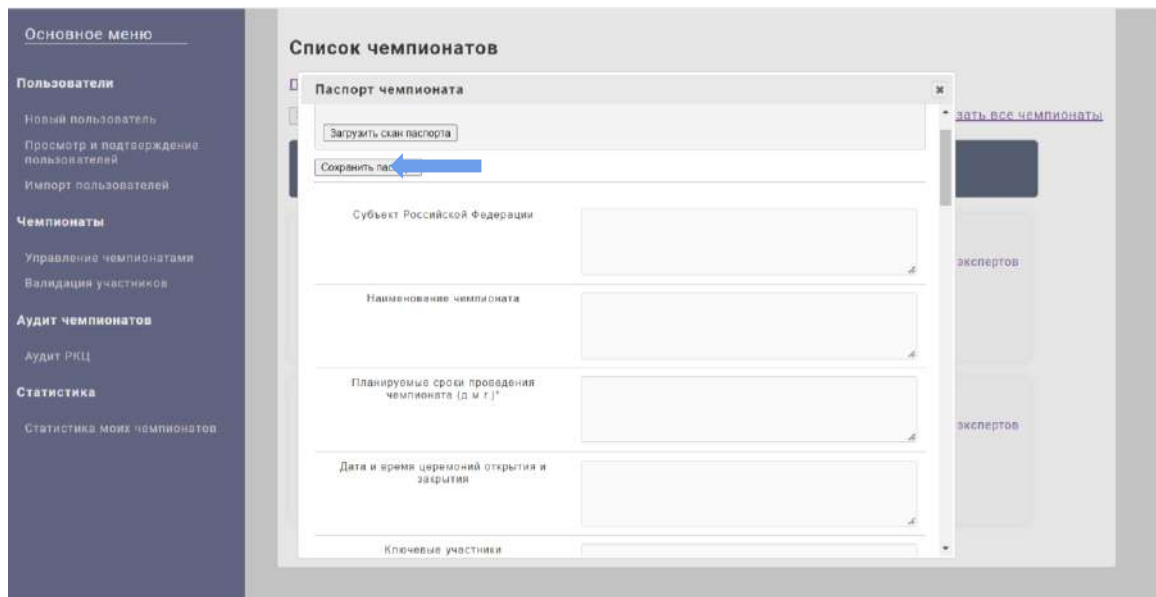 Основное меню
Пользователи
Новый пользователь
Просмотр и подтверждение
пользователей
Импорт пользователей
Чемпионаты
Управление чемпионатами
Валидация участников
Аудит чемпионатов
Аудит РКЦ
Статистика
Статистика моих чемпионатов
Список чемпионатов
Паспорт чемпионата
зать все чемпионаты
Загрузить скан паспорта
Сохранить пас
Субъект Российской Федерации
экспертов
Наименование чемпионата
Планируемые сроки проведения
чемпионата (д м г)*
экспертов
Дата и время церемоний открытия и
закрытия
Ключевые участники